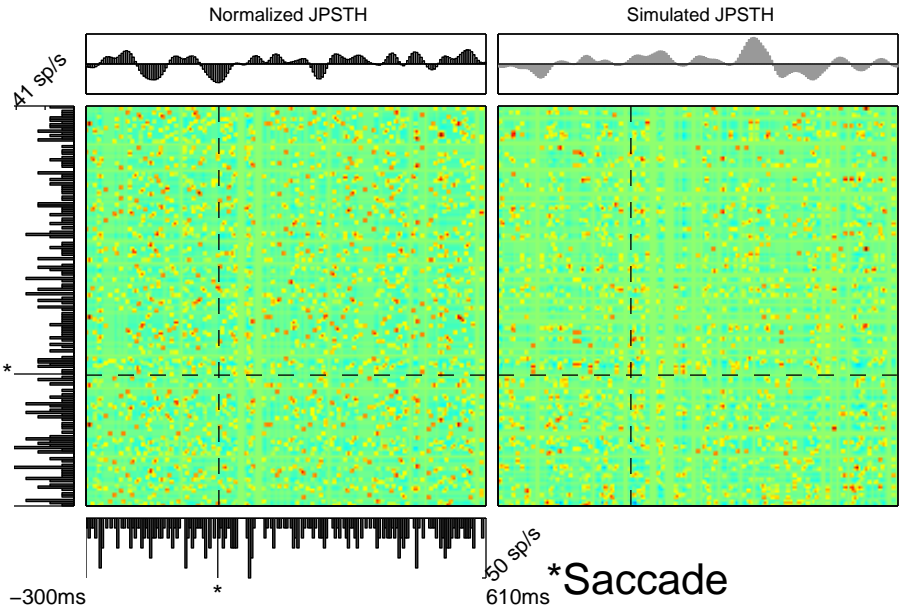 Normalized JPSTH
Simulated JPSTH
41 sp/s
*
50 sp/s
*Saccade
−300ms
*
610ms